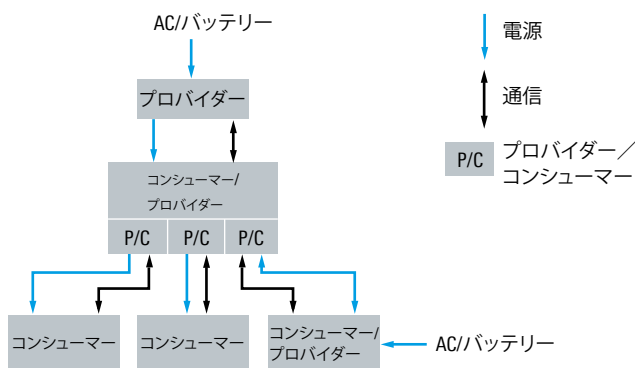 AC/バッテリー
電源
プロバイダー
通信
P/C
プロバイダー／
コンシューマー
コンシューマー/
プロバイダー
P/C P/C P/C
コンシューマー
コンシューマー
コンシューマー/
プロバイダー
AC/バッテリー